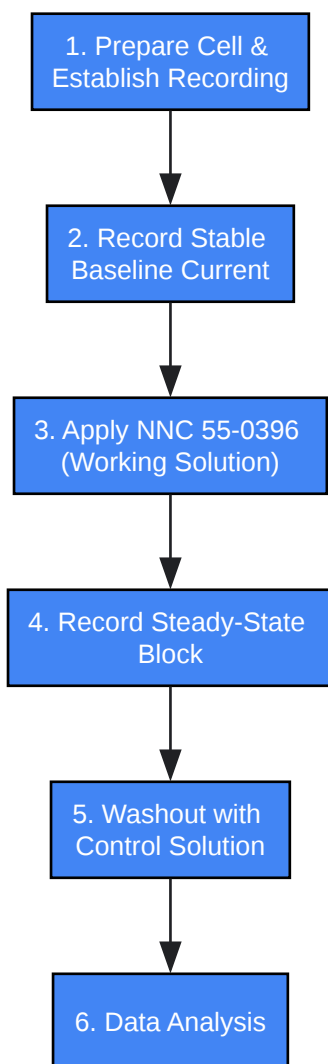 1. Prepare Cell &
Establish Recording
2. Record Stable
Baseline Current
3. Apply NNC 55-0396
(Working Solution)
4. Record Steady-State
Block
5. Washout with
Control Solution
6. Data Analysis